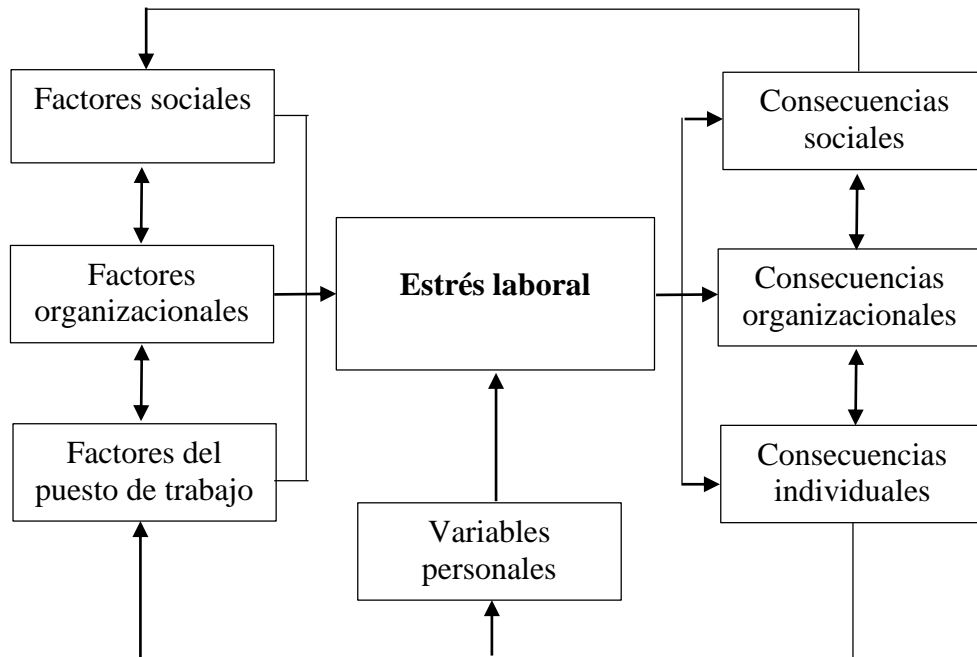 Factores sociales
Factores
organizacionales
Factores del
puesto de trabajo
Estrés laboral
Variables
personales
Consecuencias
sociales
Consecuencias
organizacionales
Consecuencias
individuales